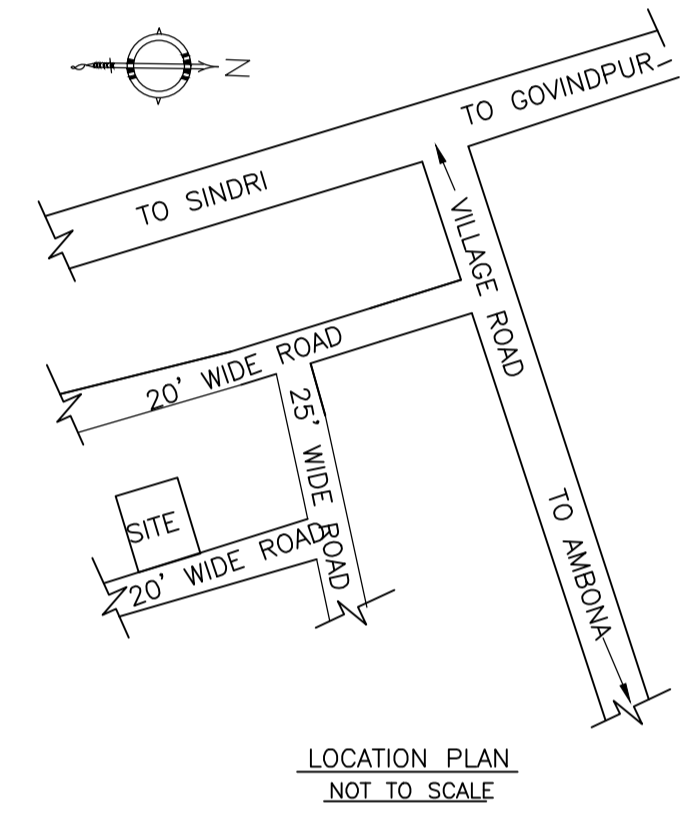 N
TO GOVINDPUR
TO SINDRI
VILLAGE ROAD
20' WIDE ROAD
25' WIDE ROAD
SITE
20' WIDE ROAD
TO AMBONA
LOCATION PLAN
NOT TO SCALE